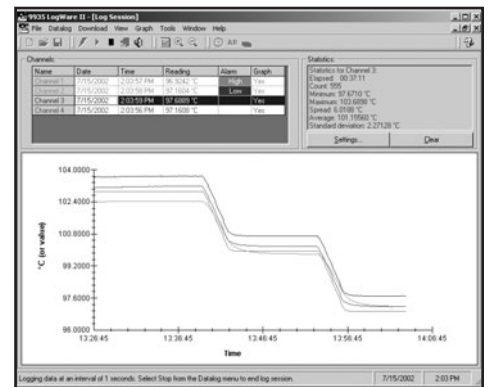 9935 LogWare II - [Log Session]
File Datalog Download View Graph Tools Window Help
Channels:
Name Date Time Reading Alarm Graph
Channel 1 7/15/2002 2:03:57 PM 96.9242 °C High Yes
Channel 2 7/15/2002 2:03:58 PM 97.1604 °C Low Yes
Channel 3 7/15/2002 2:03:59 PM 97.6809 °C Yes
Channel 4 7/15/2002 2:03:56 PM 97.1608 °C Yes
Statistics:
Statistics for Channel 3:
Elapsed: 00:37:11
Count: 555
Minimum: 97.6710 °C
Maximum: 103.6898 °C
Spread: 6.0188 °C
Average: 101.19560 °C
Standard deviation: 2.27128 °C
Settings... Clear
°C (or value)
104.0000
102.4000
100.8000
99.2000
97.6000
96.0000
13:26:45 13:36:45 13:46:45 13:56:45 14:06:45
Time
Logging data at an interval of 1 seconds. Select Stop from the Datalog menu to end log session. 7/15/2002 2:03 PM